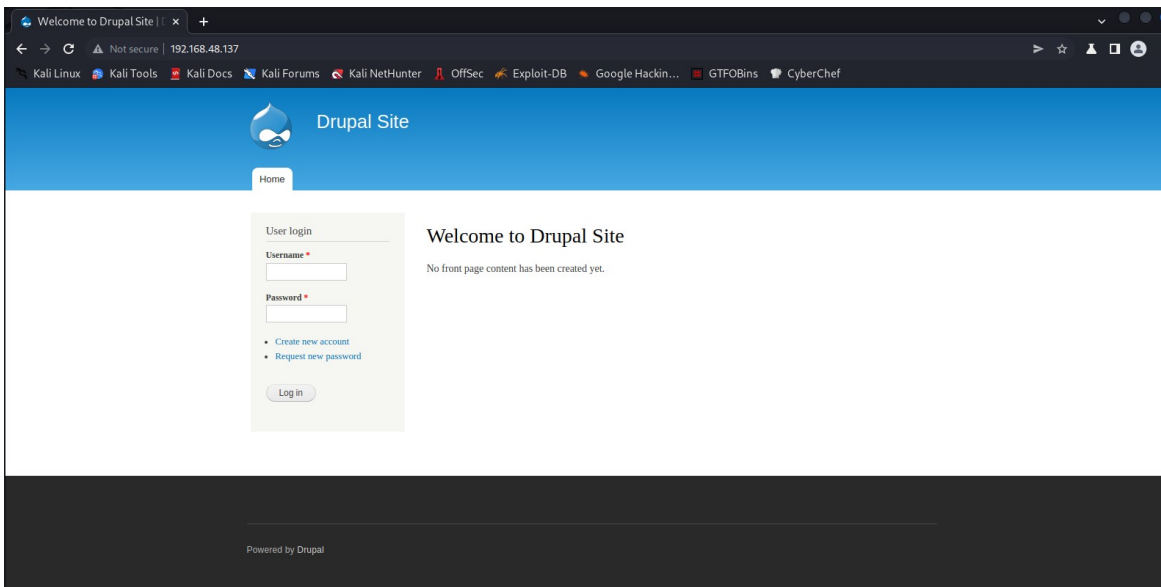 Welcome to Drupal Site |
Not secure | 192.168.48.137
Kali Linux Kali Tools Kali Docs Kali Forums Kali NetHunter OffSec Exploit-DB Google Hackin... GTFOBins CyberChef
Drupal Site
Home
User login
Username *
Password *
Create new account
Request new password
Log in
Welcome to Drupal Site
No front page content has been created yet.
Powered by Drupal